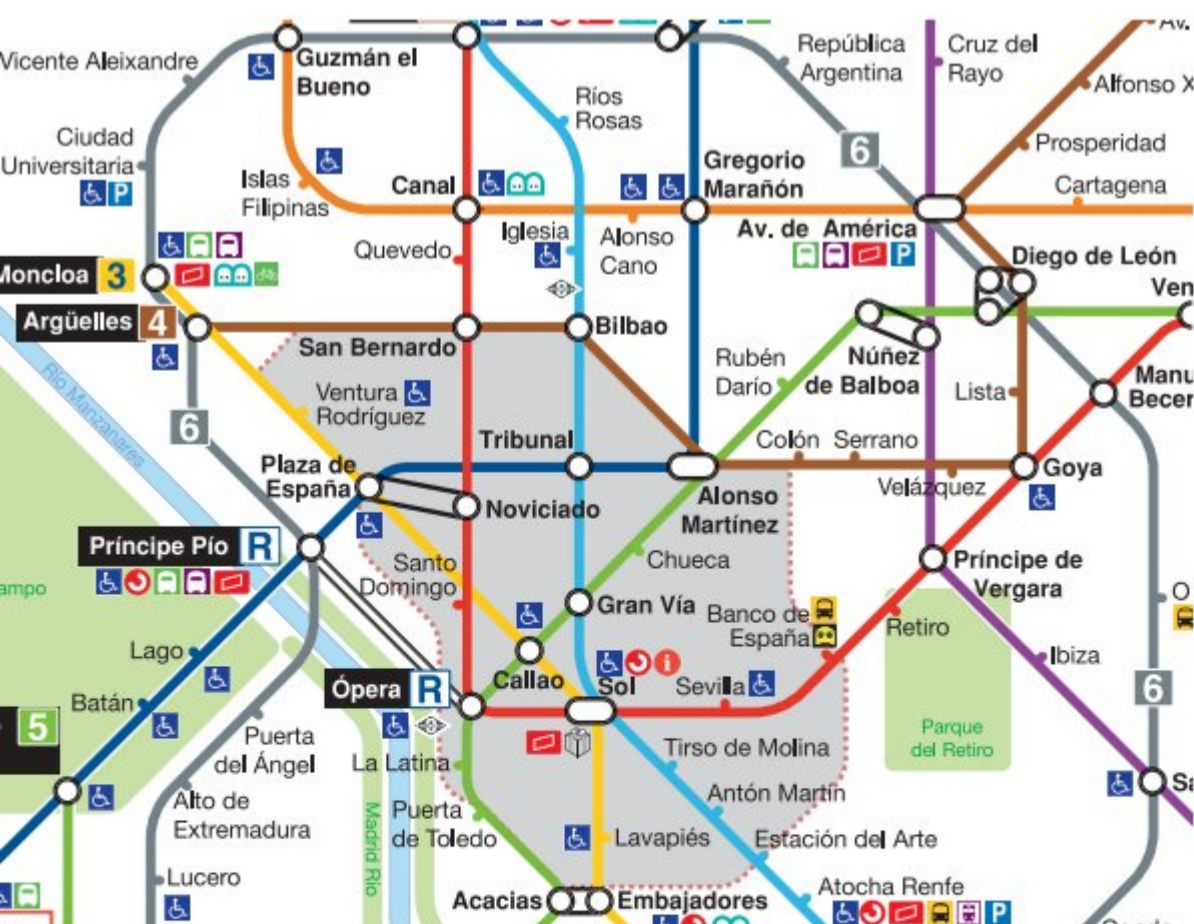 Vicente Aleixandre
Guzmán el
Bueno
República
Argentina
Cruz del
Rayo
Av.
Alfonso X
Ríos
Rosas
Ciudad
Universitaria
P
6
Prosperidad
Islas
Filipinas
Canal
Gregorio
Marañón
Cartagena
Quevedo
Iglesia
Alonso
Cano
Av. de América
P
Diego de León
Moncloa 3
Argüelles 4
San Bernardo
Bilbao
Ven
Rubén
Darío
Núñez
de Balboa
Lista
Manu
Becer
Río Manzanares
Ventura
Rodríguez
6
Tribunal
Colón
Serrano
Plaza de
España
Noviciado
Alonso
Martínez
Velázquez
Goya
Príncipe Pío R
Santo
Domingo
Chueca
Príncipe de
Vergara
ampo
Gran Vía
Banco de
España
Retiro
O
Lago
Ópera R
Callao
Sol
i
Sevilla
Ibiza
6
Batán
5
Puerta
del Ángel
La Latina
Tirso de Molina
Parque
del Retiro
Sa
Alto de
Extremadura
Madrid Río
Puerta
de Toledo
Antón Martín
Lavapiés
Estación del Arte
Lucero
Acacias
Embajadores
Atocha Renfe
P